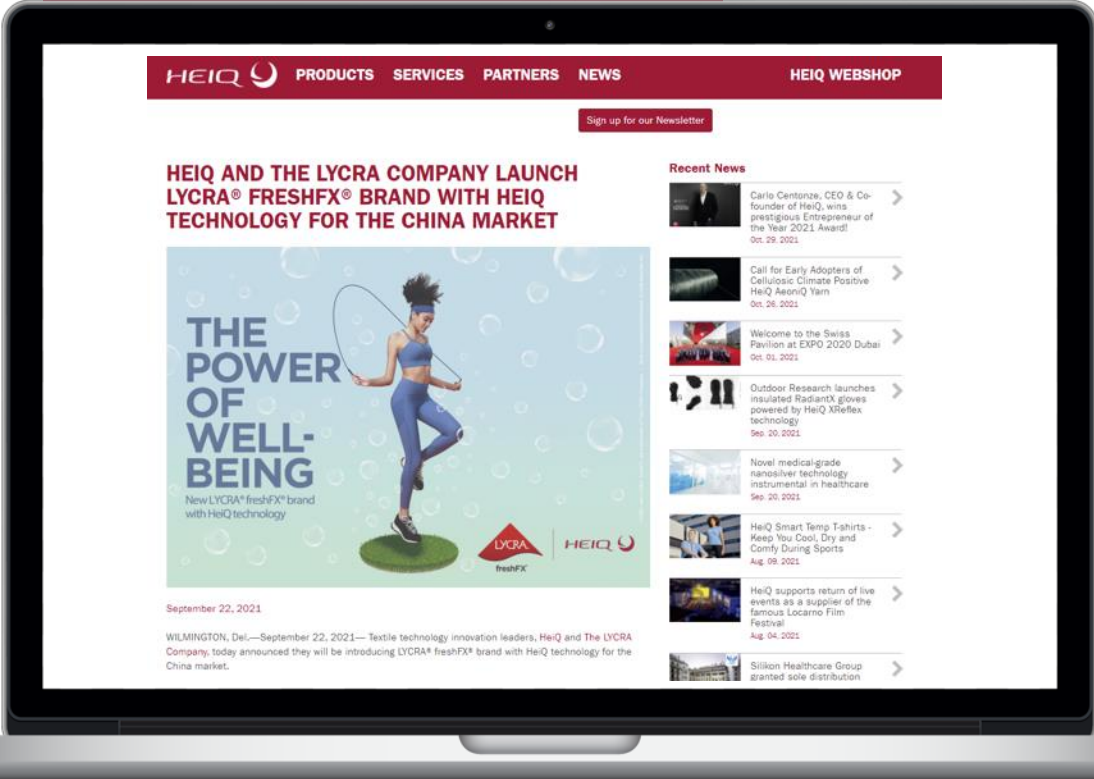 HEIQ
PRODUCTS SERVICES PARTNERS NEWS
HEIQ WEBSHOP
Sign up for our Newsletter
HEIQ AND THE LYCRA COMPANY LAUNCH
LYCRA® FRESHFX® BRAND WITH HEIQ
TECHNOLOGY FOR THE CHINA MARKET
THE
POWER
OF
WELL-
BEING
New LYCRA® freshFX® brand
with HeiQ technology
LYCRA
freshFX®
HEIQ
September 22, 2021
WILMINGTON, Del.—September 22, 2021— Textile technology innovation leaders, HeiQ and The LYCRA
Company, today announced they will be introducing LYCRA® freshFX® brand with HeiQ technology for the
China market.
Recent News
Carlo Centonze, CEO & Co-
founder of HeiQ, wins
prestigious Entrepreneur of
the Year 2021 Award!
Oct. 29, 2021
Call for Early Adopters of
Cellulosic Climate Positive
HeiQ AeoniQ Yarn
Oct. 26, 2021
Welcome to the Swiss
Pavilion at EXPO 2020 Dubai
Oct. 01, 2021
Outdoor Research launches
insulated RadiantX gloves
powered by HeiQ XReflex
technology
Sep. 20, 2021
Novel medical-grade
nanosilver technology
instrumental in healthcare
Sep. 20, 2021
HeiQ Smart Temp T-shirts -
Keep You Cool, Dry and
Comfy During Sports
Aug. 09, 2021
HeiQ supports return of live
events as a supplier of the
famous Locarno Film
Festival
Aug. 04, 2021
Silikon Healthcare Group
granted sole distribution